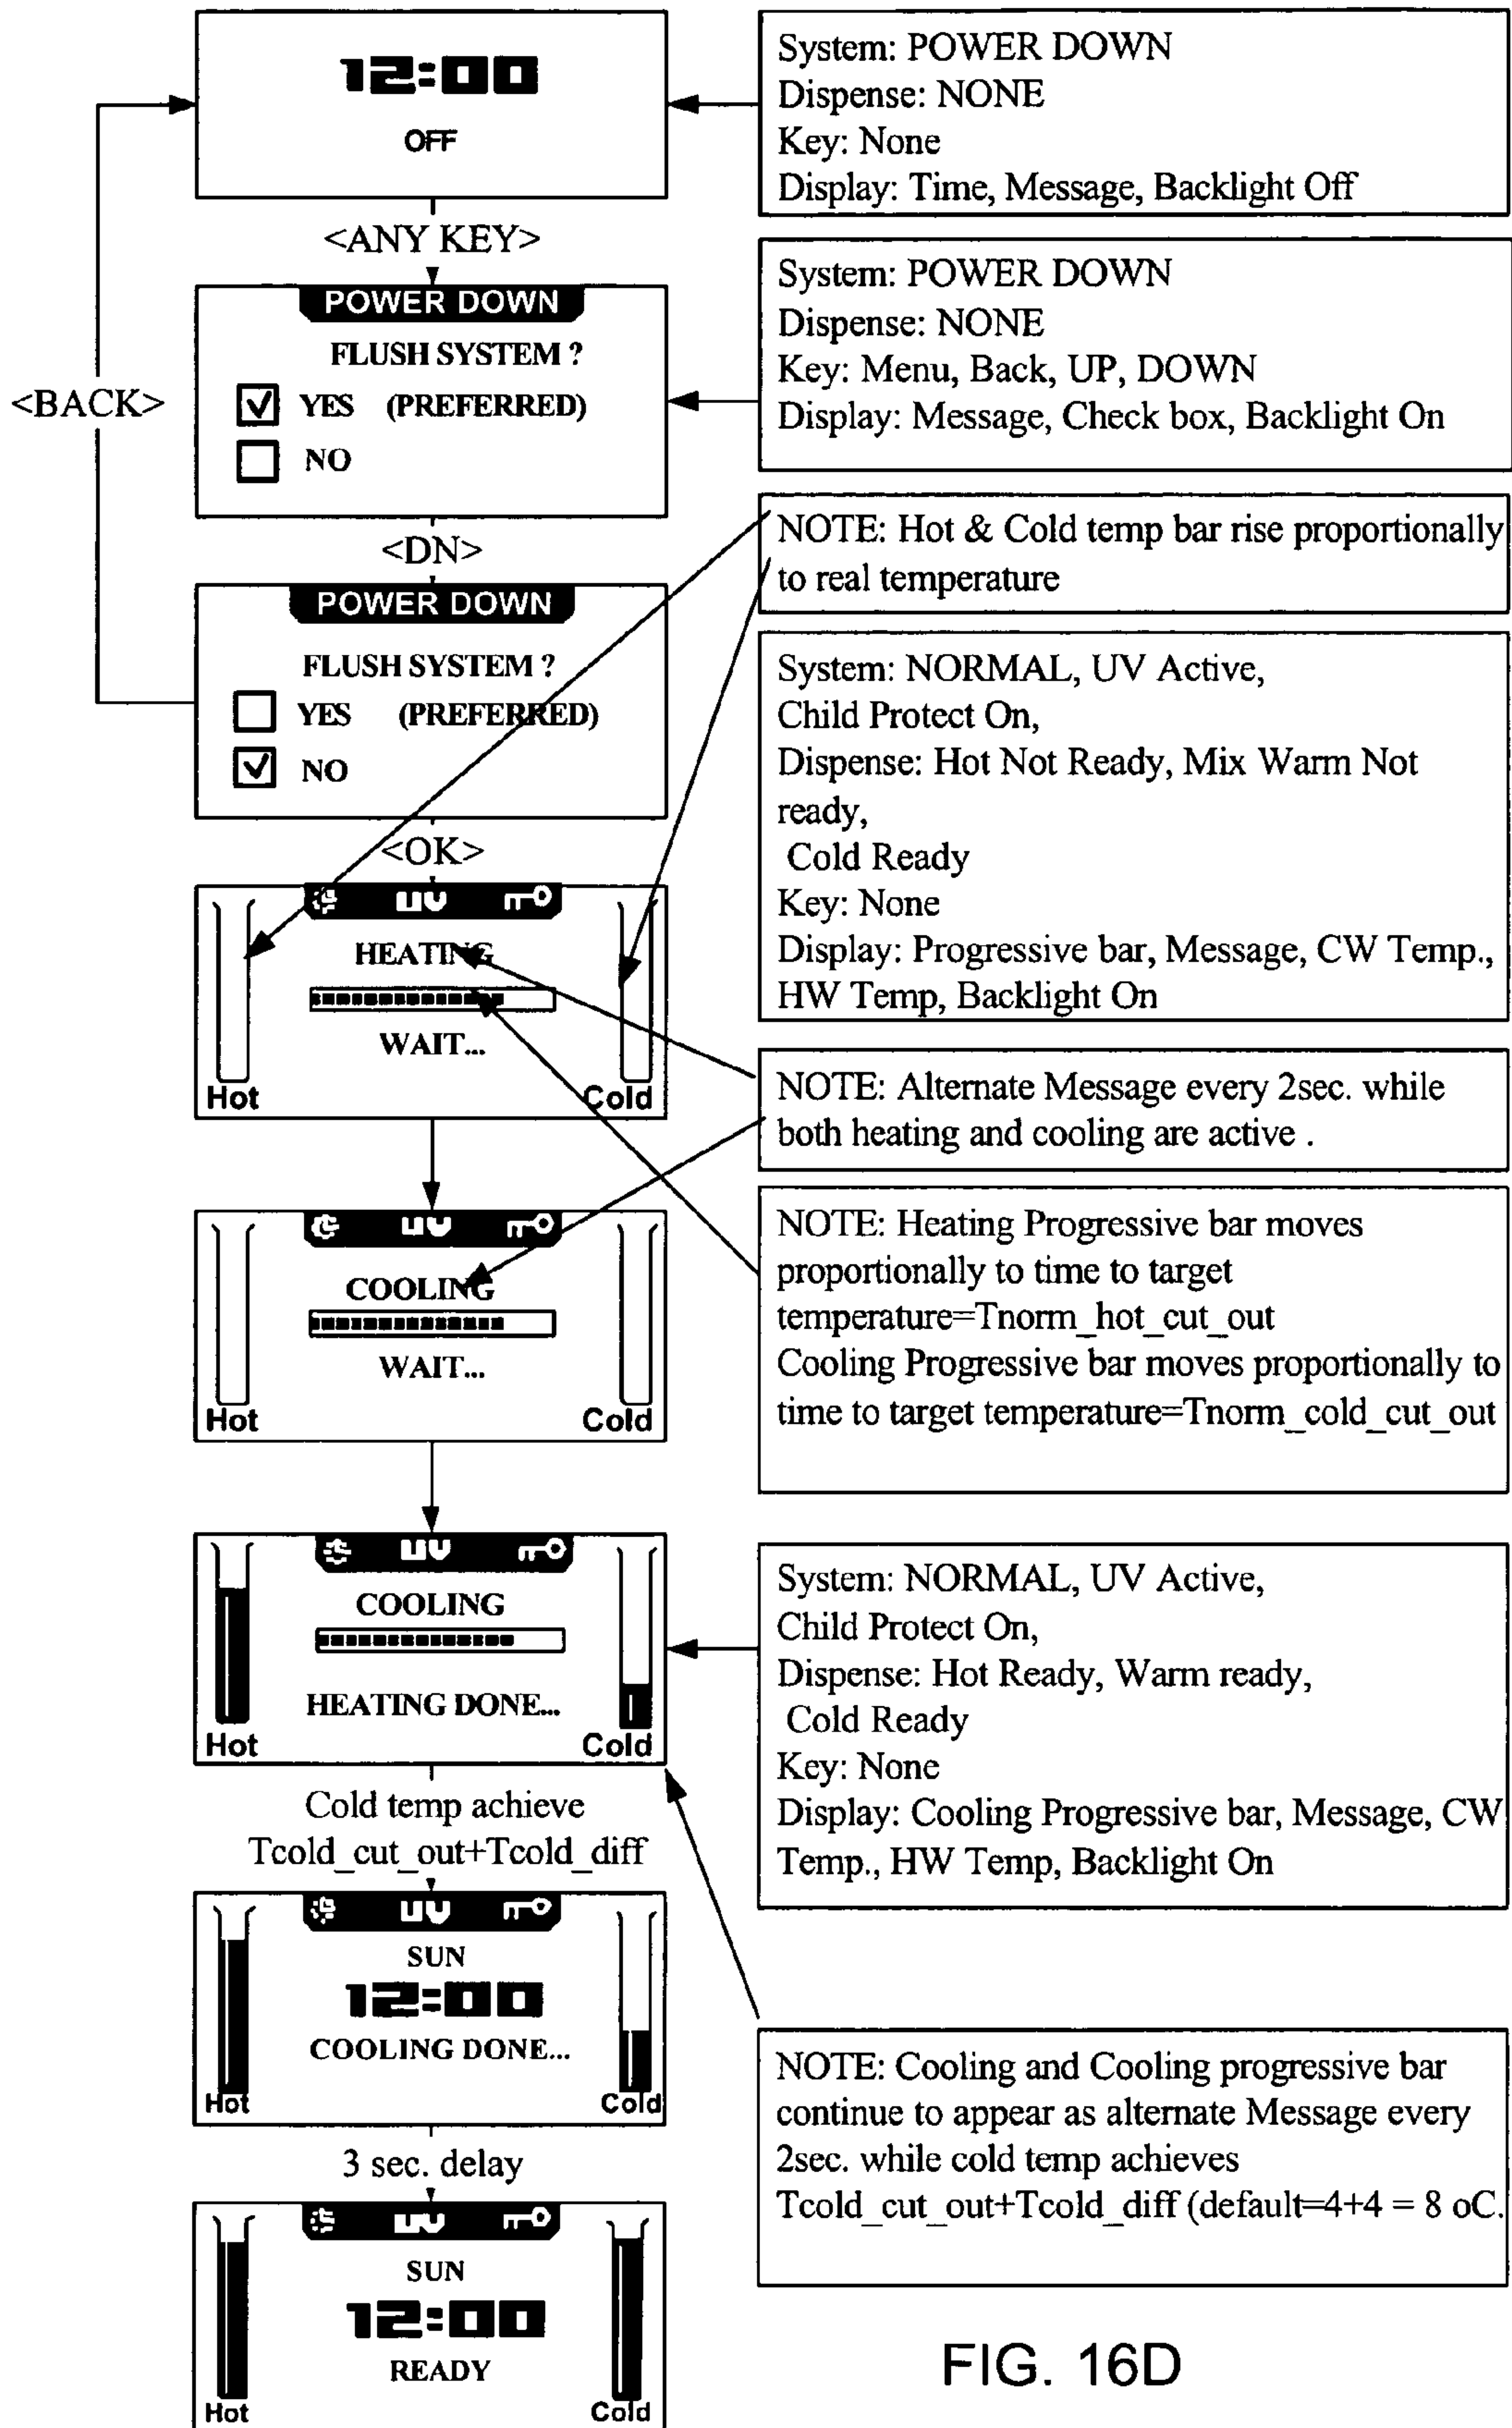 12:00
OFF
System: POWER DOWN
Dispense: NONE
Key: None
Display: Time, Message, Backlight Off
<ANY KEY>
<BACK>
POWER DOWN
FLUSH SYSTEM ?
YES (PREFERRED)
NO
System: POWER DOWN
Dispense: NONE
Key: Menu, Back, UP, DOWN
Display: Message, Check box, Backlight On
<DN>
NOTE: Hot & Cold temp bar rise proportionally
to real temperature
POWER DOWN
FLUSH SYSTEM ?
YES (PREFERRED)
NO
System: NORMAL, UV Active,
Child Protect On,
Dispense: Hot Not Ready, Mix Warm Not
ready,
Cold Ready
Key: None
Display: Progressive bar, Message, CW Temp.,
HW Temp, Backlight On
<OK>
UV
HEATING
WAIT...
Hot
Cold
NOTE: Alternate Message every 2sec. while
both heating and cooling are active .
UV
COOLING
WAIT...
Hot
Cold
NOTE: Heating Progressive bar moves
proportionally to time to target
temperature=Tnorm_hot_cut_out
Cooling Progressive bar moves proportionally to
time to target temperature=Tnorm_cold_cut_out
UV
COOLING
HEATING DONE...
Hot
Cold
System: NORMAL, UV Active,
Child Protect On,
Dispense: Hot Ready, Warm ready,
Cold Ready
Key: None
Display: Cooling Progressive bar, Message, CW
Temp., HW Temp, Backlight On
Cold temp achieve
Tcold_cut_out+Tcold_diff
UV
SUN
12:00
COOLING DONE...
Hot
Cold
NOTE: Cooling and Cooling progressive bar
continue to appear as alternate Message every
2sec. while cold temp achieves
Tcold_cut_out+Tcold_diff (default=4+4 = 8 oC.
3 sec. delay
UV
SUN
12:00
READY
Hot
Cold
FIG. 16D